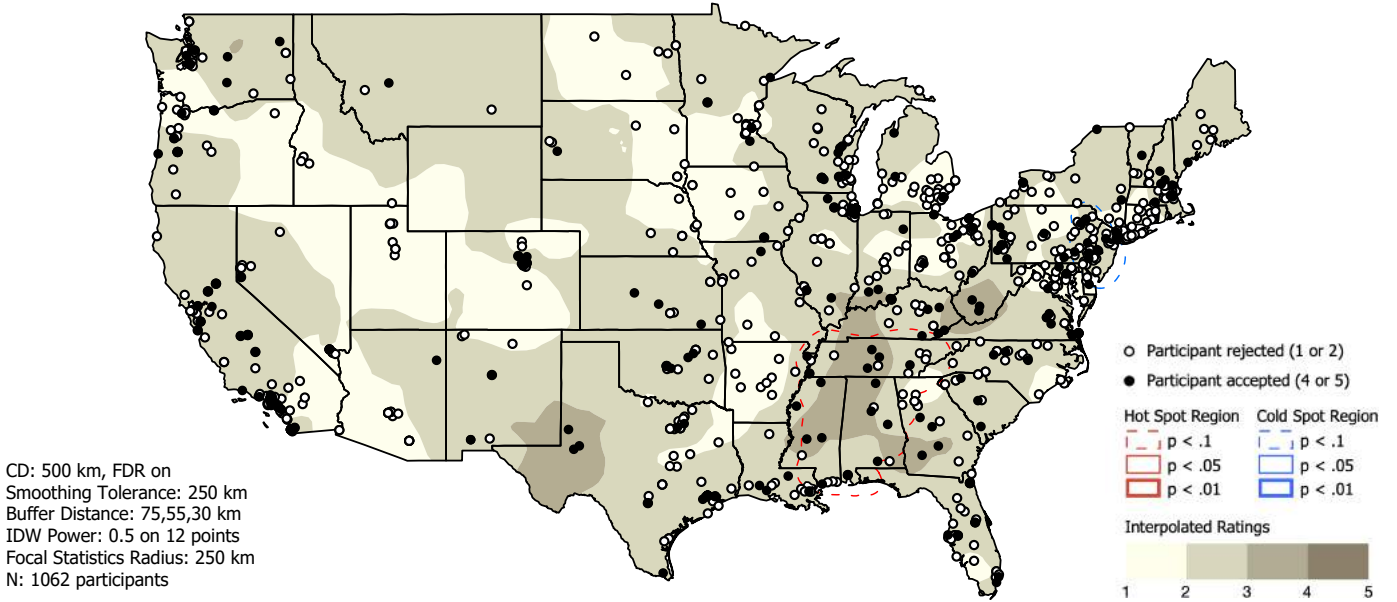 CD: 500 km, FDR on
Smoothing Tolerance: 250 km
Buffer Distance: 75,55,30 km
IDW Power: 0.5 on 12 points
Focal Statistics Radius: 250 km
N: 1062 participants
Participant rejected (1 or 2)
Participant accepted (4 or 5)
Hot Spot Region Cold Spot Region
p < .1 p < .1
p < .05 p < .05
p < .01 p < .01
Interpolated Ratings
1 2 3 4 5